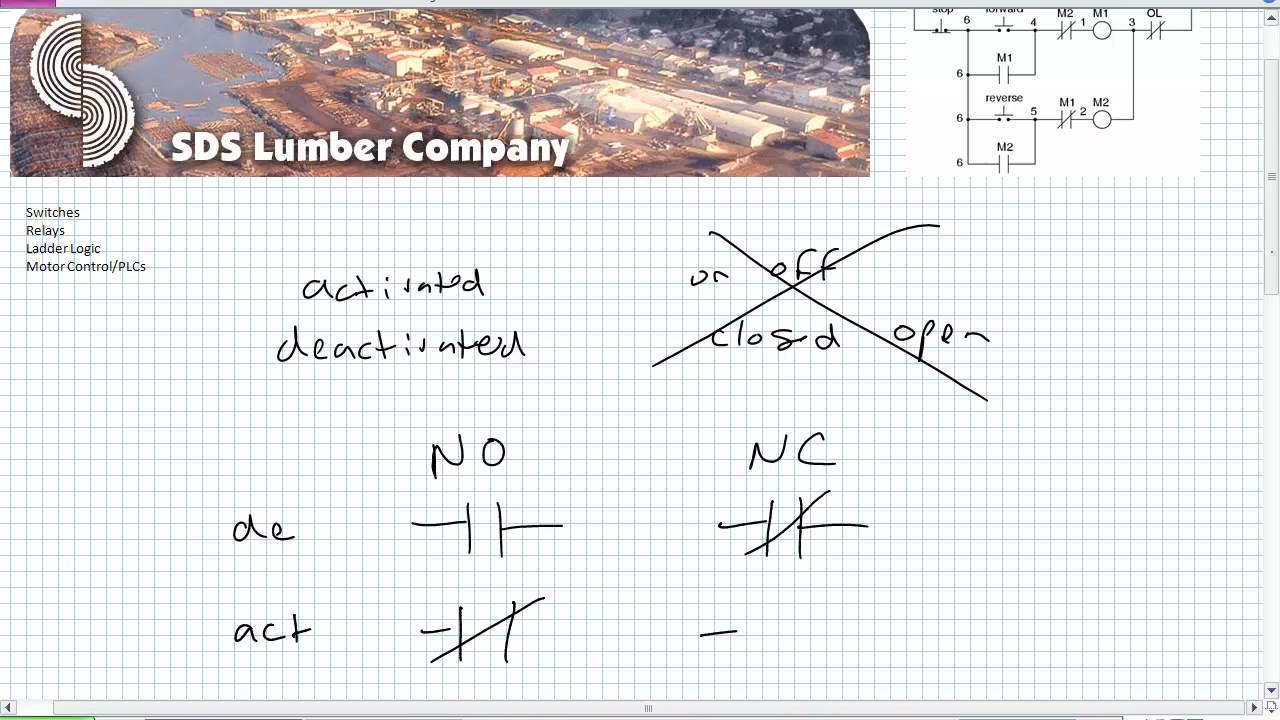 stop 6 forward 4 M2 1 M1 3 OL
M1
6
reverse
6 5 M1 2 M2
M2
6
SDS Lumber Company
Switches
Relays
Ladder Logic
Motor Control/PLCs
activated
deactivated
on off
closed open
NO NC
de
act